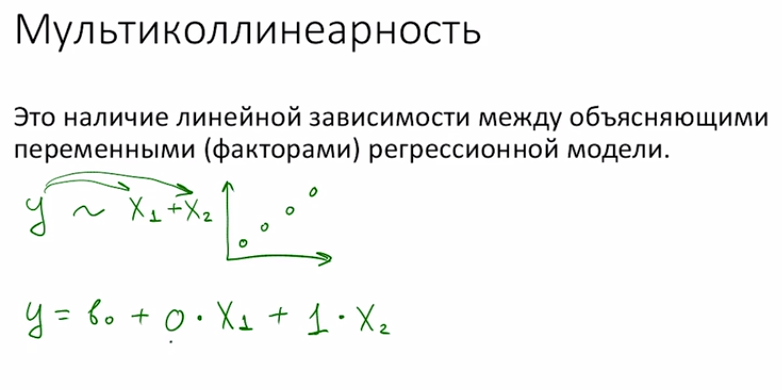 Мультиколлинеарность
Это наличие линейной зависимости между объясняющими
переменными (факторами) регрессионной модели.
y ~ X₁ + X₂
y = b₀ + 0 · X₁ + 1 · X₂